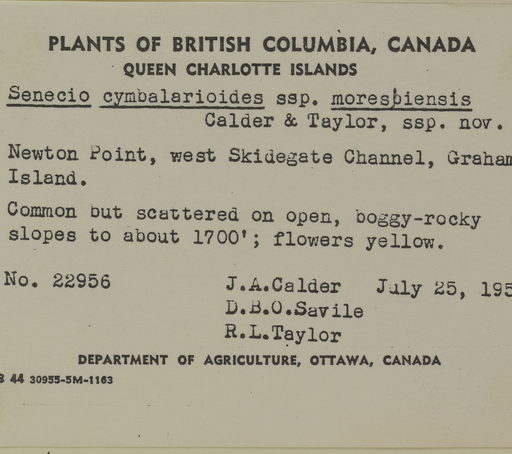 PLANTS OF BRITISH COLUMBIA, CANADA
QUEEN CHARLOTTE ISLANDS
Senecio cymbalarioides ssp. moresbiensis
Calder & Taylor, ssp. nov.
Newton Point, west Skidegate Channel, Graham
Island.
Common but scattered on open, boggy-rocky
slopes to about 1700'; flowers yellow.
No. 22956 J.A.Calder July 25, 195
D.B.O.Savile
R.L.Taylor
DEPARTMENT OF AGRICULTURE, OTTAWA, CANADA
44 30955-5M-1163